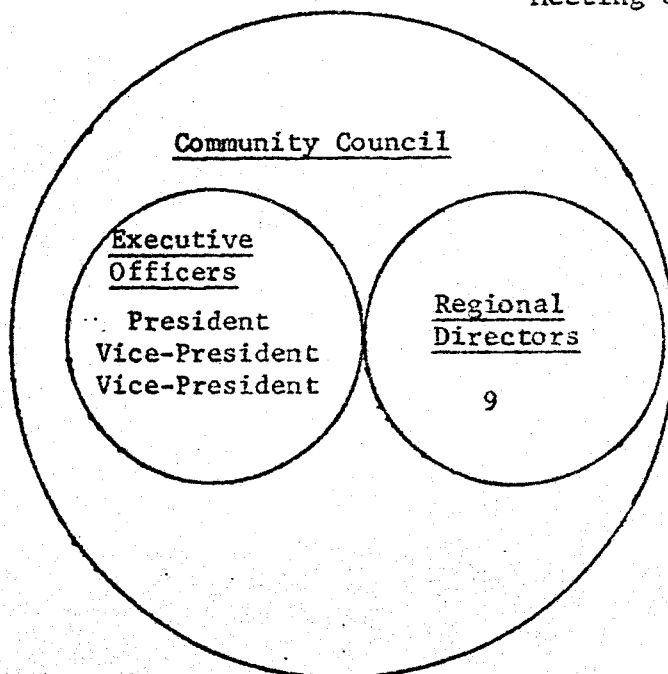 Community Council
Executive
Officers
President
Vice-President
Vice-President
Regional
Directors
9